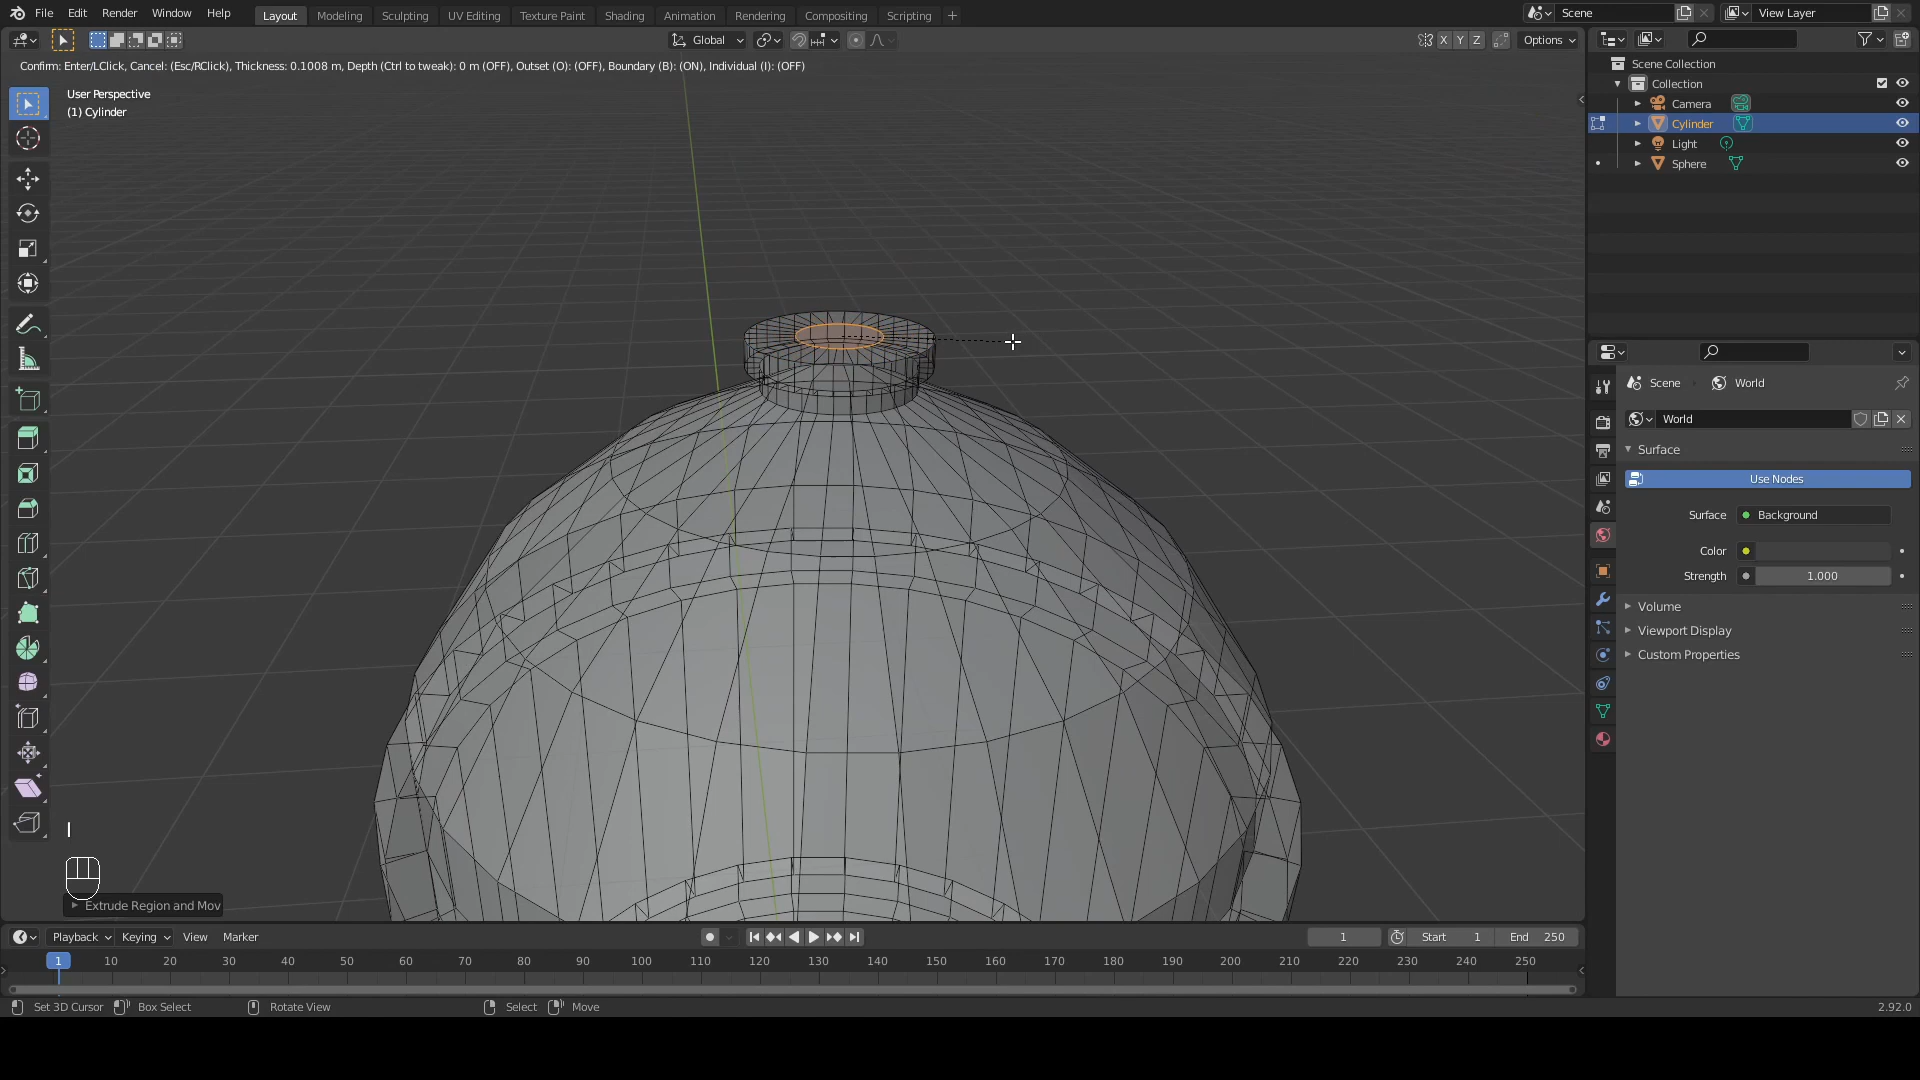 File Edit Render Window Help
Layout Modeling Sculpting UV Editing Texture Paint Shading Animation Rendering Compositing Scripting +
Scene View Layer
Global X Y Z Options
Confirm: Enter/LClick, Cancel: (Esc/RClick), Thickness: 0.1008 m, Depth (Ctrl to tweak): 0 m (OFF), Outset (O): (OFF), Boundary (B): (ON), Individual (I): (OFF)
User Perspective
(1) Cylinder
Scene Collection
Collection
Camera
Cylinder
Light
Sphere
Scene World
World
Surface
Use Nodes
Surface Background
Color
Strength 1.000
Volume
Viewport Display
Custom Properties
I
Extrude Region and Mov
Playback Keying View Marker
1 Start 1 End 250
1 10 20 30 40 50 60 70 80 90 100 110 120 130 140 150 160 170 180 190 200 210 220 230 240 250
Set 3D Cursor Box Select Rotate View Select Move 2.92.0